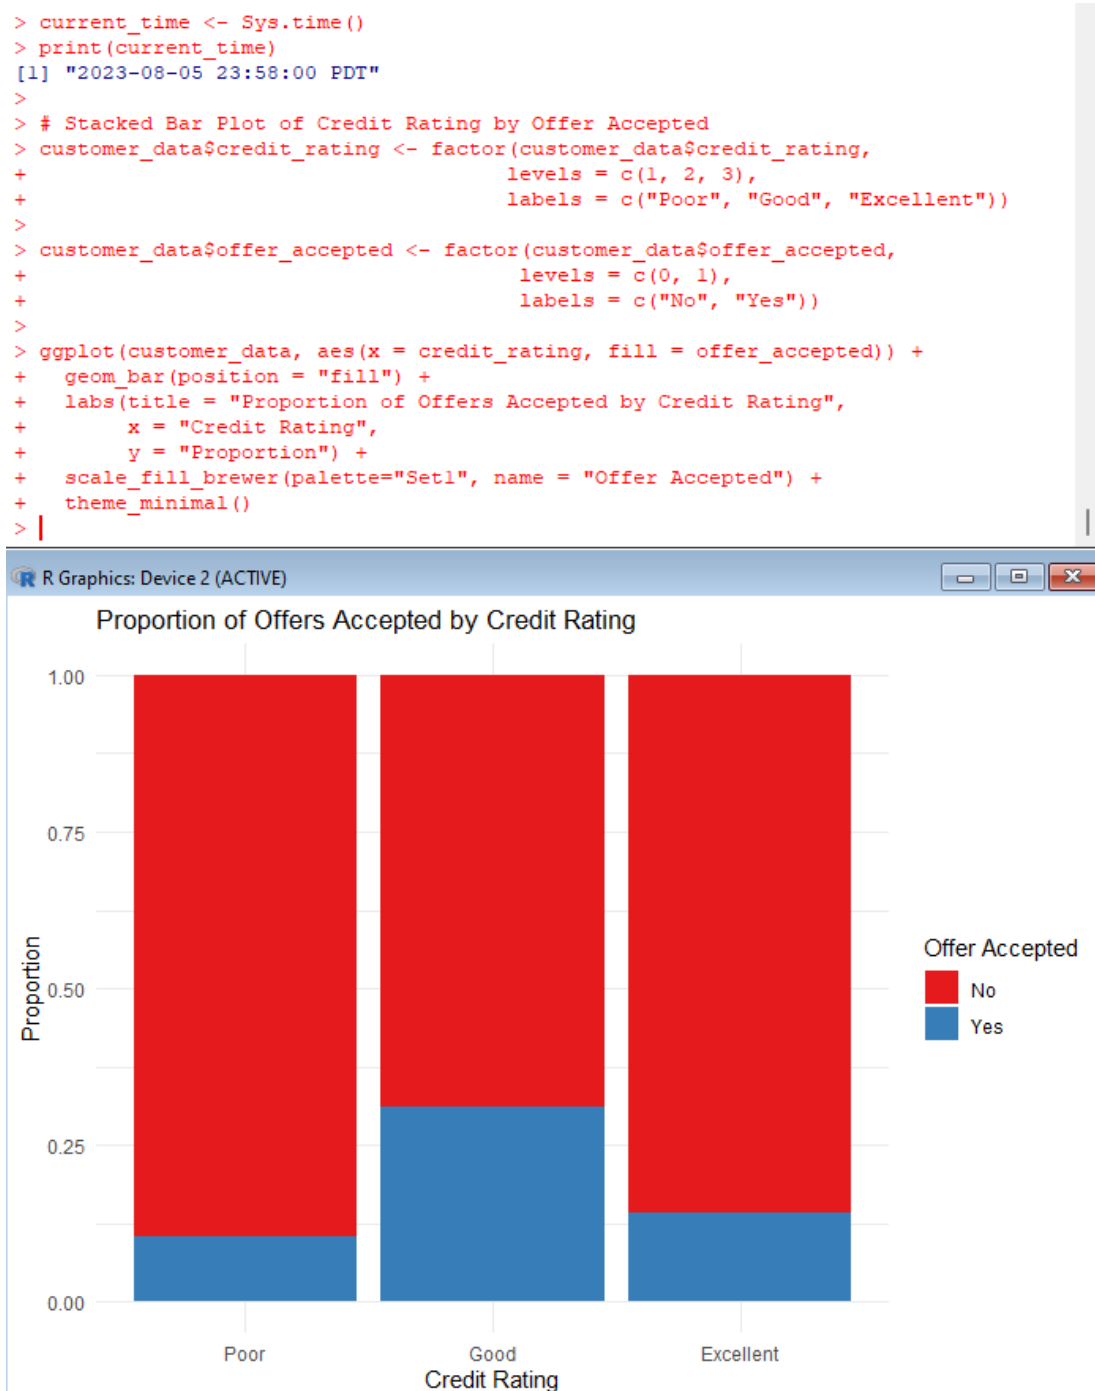 > current_time <- Sys.time()
> print(current_time)
[1] "2023-08-05 23:58:00 PDT"
>
> # Stacked Bar Plot of Credit Rating by Offer Accepted
> customer_data$credit_rating <- factor(customer_data$credit_rating,
+                                       levels = c(1, 2, 3),
+                                       labels = c("Poor", "Good", "Excellent"))
>
> customer_data$offer_accepted <- factor(customer_data$offer_accepted,
+                                        levels = c(0, 1),
+                                        labels = c("No", "Yes"))
>
> ggplot(customer_data, aes(x = credit_rating, fill = offer_accepted)) +
+   geom_bar(position = "fill") +
+   labs(title = "Proportion of Offers Accepted by Credit Rating",
+        x = "Credit Rating",
+        y = "Proportion") +
+   scale_fill_brewer(palette="Set1", name = "Offer Accepted") +
+   theme_minimal()
>
R Graphics: Device 2 (ACTIVE)
Proportion of Offers Accepted by Credit Rating
1.00
0.75
0.50
0.25
0.00
Proportion
Poor
Good
Excellent
Credit Rating
Offer Accepted
No
Yes